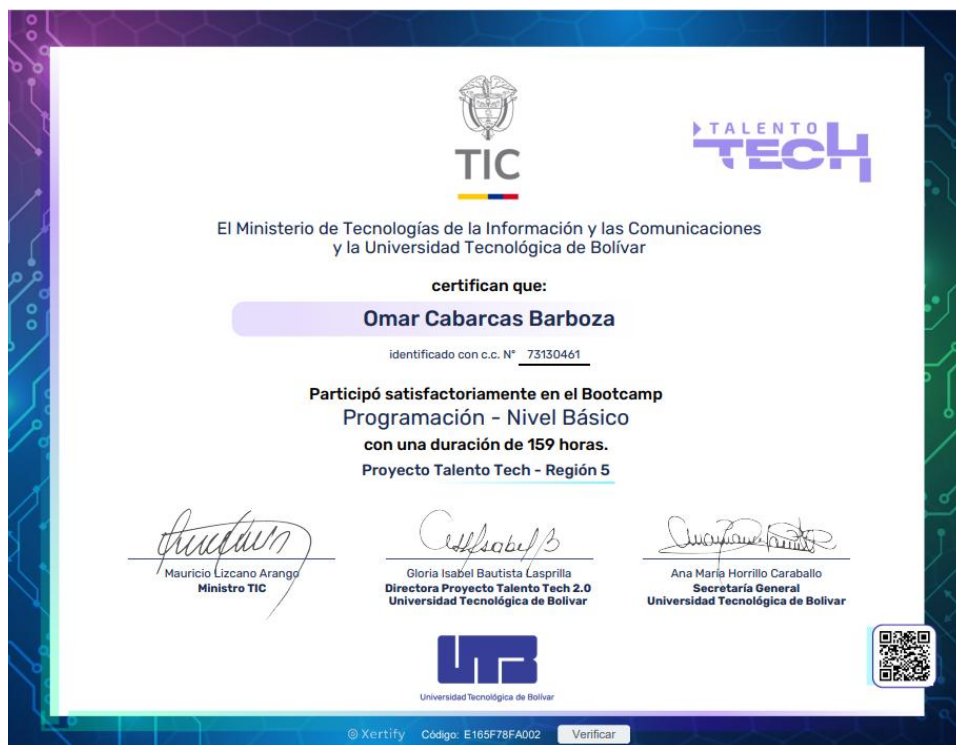 TIC
TALENTO
TECH
El Ministerio de Tecnologías de la Información y las Comunicaciones
y la Universidad Tecnológica de Bolívar
certifican que:
Omar Cabarcas Barboza
identificado con c.c. N° 73130461
Participó satisfactoriamente en el Bootcamp
Programación - Nivel Básico
con una duración de 159 horas.
Proyecto Talento Tech - Región 5
Mauricio Lizcano Arango
Ministro TIC
Gloria Isabel Bautista Lasprilla
Directora Proyecto Talento Tech 2.0
Universidad Tecnológica de Bolivar
Ana María Horrillo Caraballo
Secretaría General
Universidad Tecnológica de Bolivar
UTB
Universidad Tecnológica de Bolívar
Xertify Código: E165F78FA002 Verificar